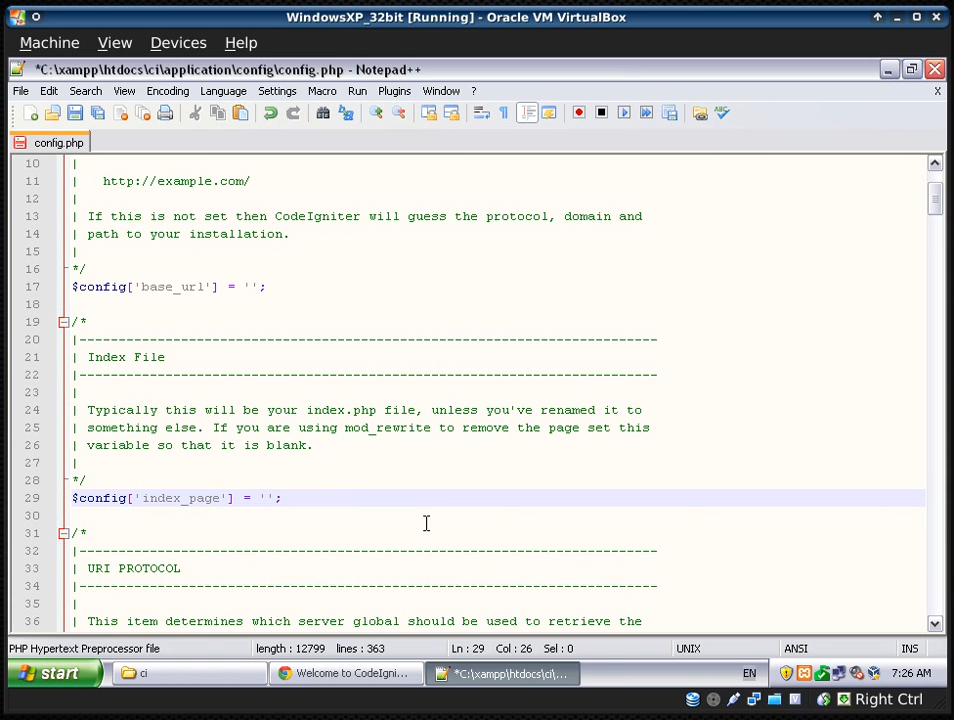 WindowsXP_32bit [Running] - Oracle VM VirtualBox
Machine View Devices Help
*C:\xampp\htdocs\ci\application\config\config.php - Notepad++
File Edit Search View Encoding Language Settings Macro Run Plugins Window ? X
config.php
10 |
11 | http://example.com/
12 |
13 | If this is not set then CodeIgniter will guess the protocol, domain and
14 | path to your installation.
15 |
16 */
17 $config['base_url'] = '';
18
19 /*
20 |--------------------------------------------------------------------------
21 | Index File
22 |--------------------------------------------------------------------------
23 |
24 | Typically this will be your index.php file, unless you've renamed it to
25 | something else. If you are using mod_rewrite to remove the page set this
26 | variable so that it is blank.
27 |
28 */
29 $config['index_page'] = '';
30
31 /*
32 |--------------------------------------------------------------------------
33 | URI PROTOCOL
34 |--------------------------------------------------------------------------
35 |
36 | This item determines which server global should be used to retrieve the
PHP Hypertext Preprocessor file length : 12799 lines : 363 Ln : 29 Col : 26 Sel : 0 UNIX ANSI INS
start ci Welcome to CodeIgni... *C:\xampp\htdocs\ci\... EN 7:26 AM
Right Ctrl